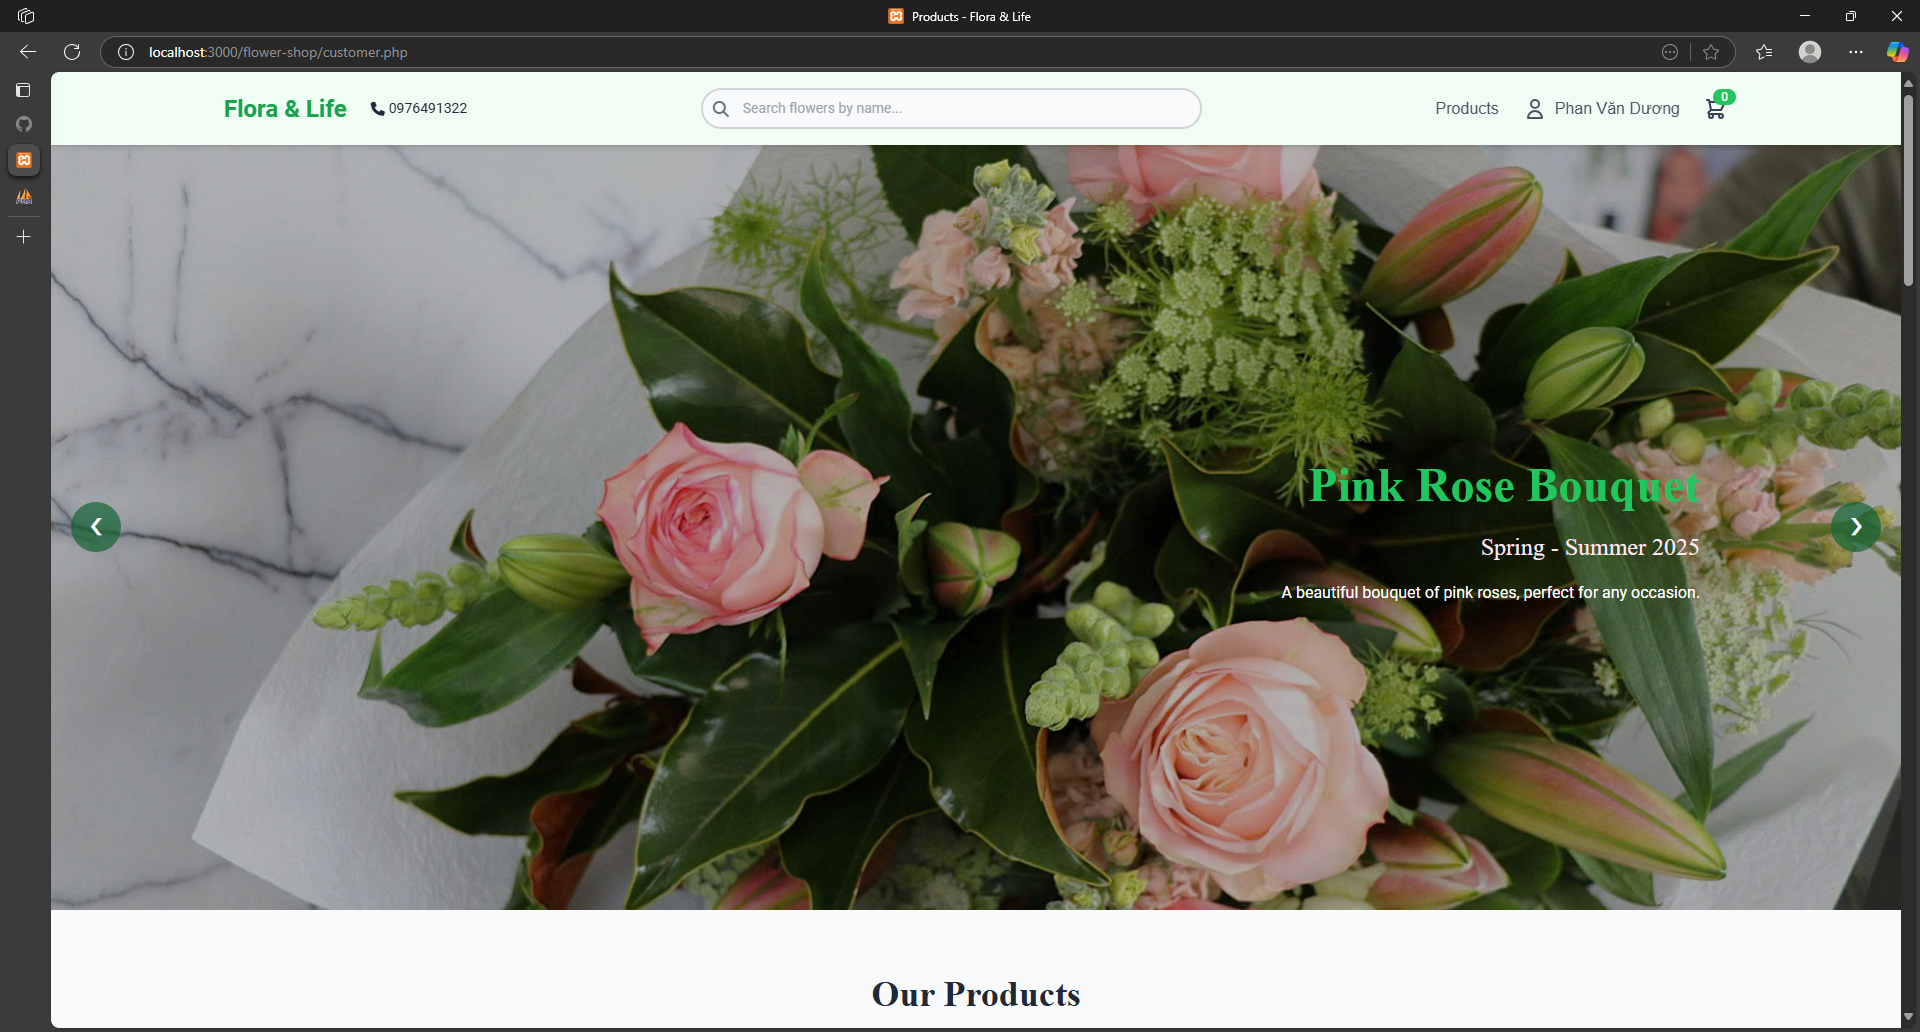 Products - Flora & Life
localhost:3000/flower-shop/customer.php
Flora & Life
0976491322
Search flowers by name...
Products
Phan Văn Dương
0
Pink Rose Bouquet
Spring - Summer 2025
A beautiful bouquet of pink roses, perfect for any occasion.
Our Products